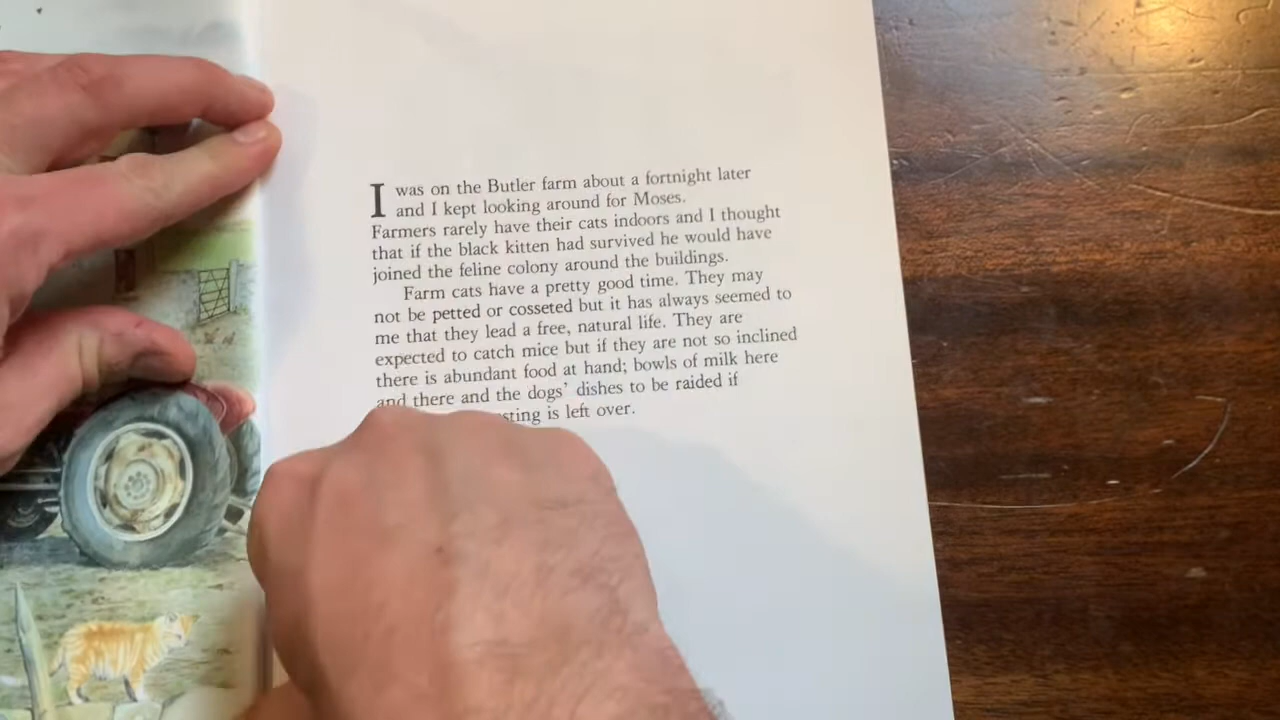 I was on the Butler farm about a fortnight later
and I kept looking around for Moses.
Farmers rarely have their cats indoors and I thought
that if the black kitten had survived he would have
joined the feline colony around the buildings.
Farm cats have a pretty good time. They may
not be petted or cosseted but it has always seemed to
me that they lead a free, natural life. They are
expected to catch mice but if they are not so inclined
there is abundant food at hand; bowls of milk here
and there and the dogs’ dishes to be raided if
is left over.